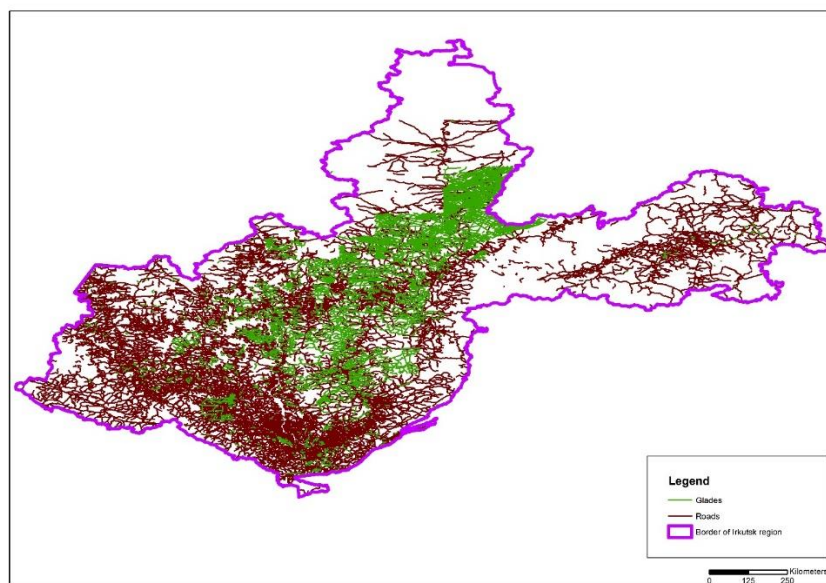 Legend
Glades
Roads
Border of Irkutsk region
Kilometers
0 125 250